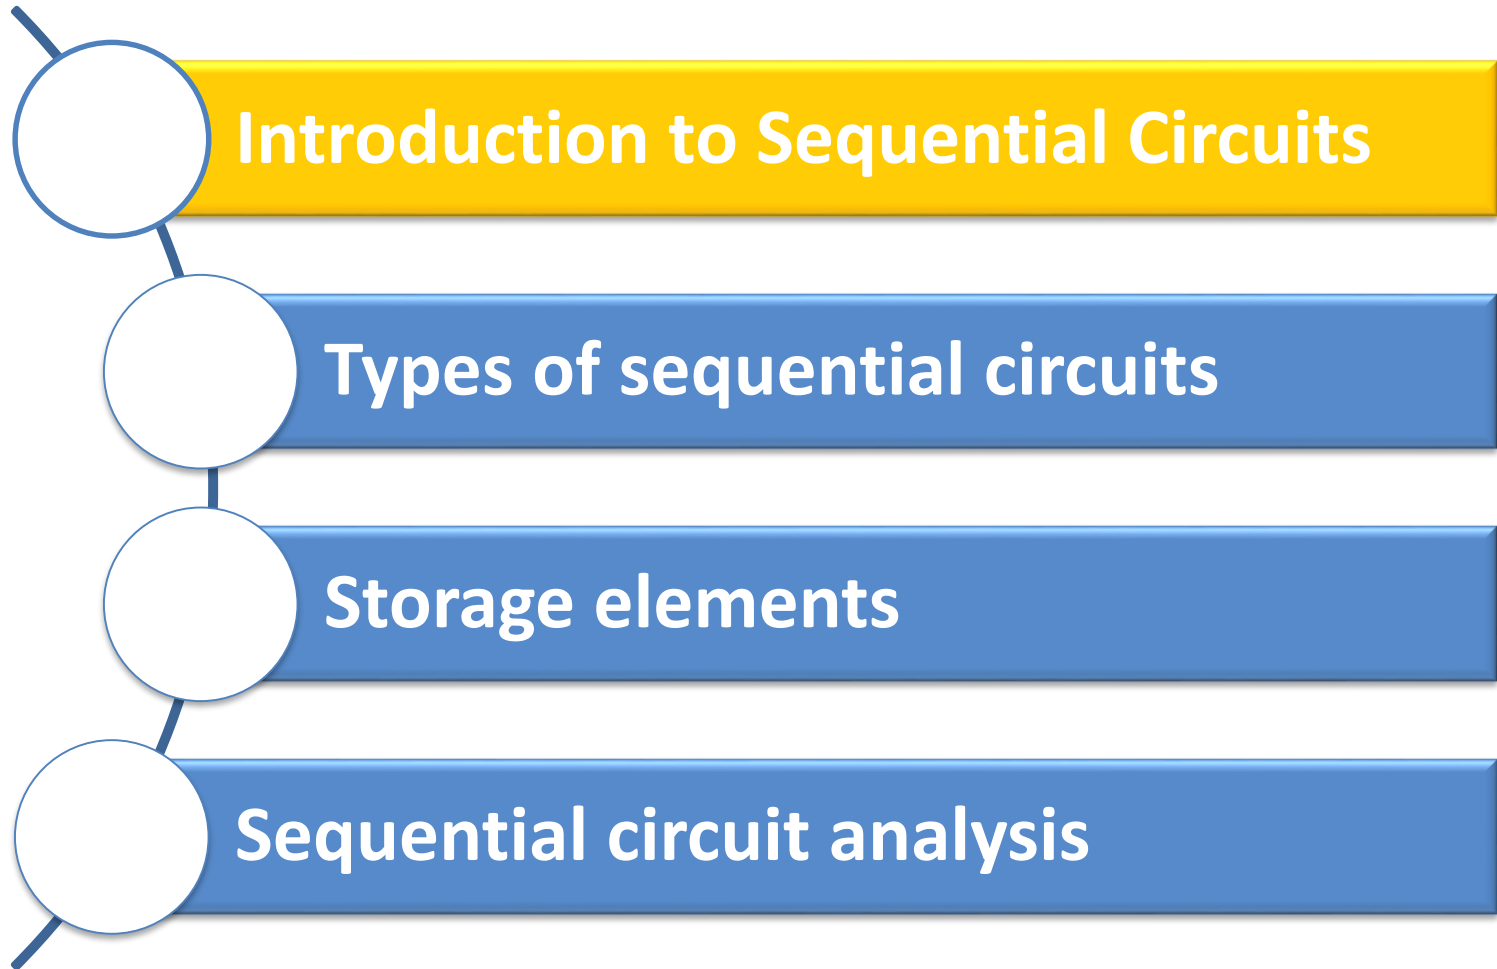 Introduction to Sequential Circuits
Types of sequential circuits
Storage elements
Sequential circuit analysis